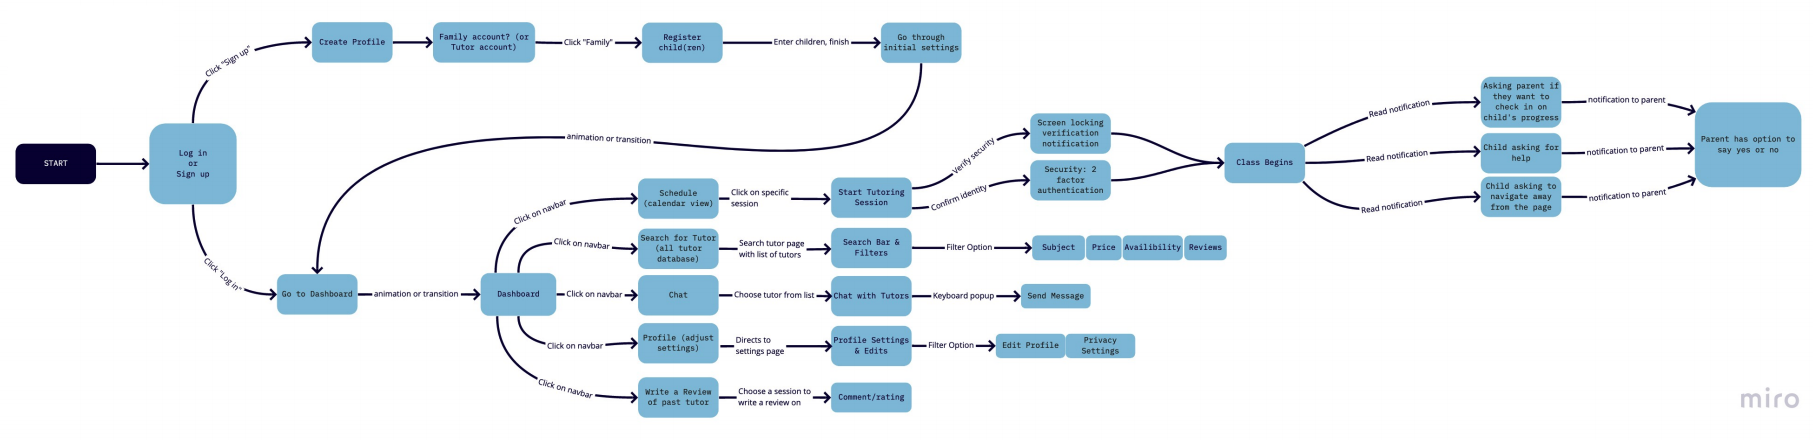 START
Log in
or
Sign up
Click "Sign up"
Create Profile
Family account? (or
Tutor account)
Click "Family"
Register
child(ren)
Enter children, finish
Go through
initial settings
animation or transition
Click "Log in"
Go to Dashboard
animation or transition
Dashboard
Click on navbar
Schedule
(calendar view)
Click on specific
session
Start Tutoring
Session
Verify security
Screen locking
verification
notification
Confirm identity
Security: 2
factor
authentication
Class Begins
Read notification
Asking parent if
they want to
check in on
child's progress
notification to parent
Read notification
Child asking for
help
notification to parent
Read notification
Child asking to
navigate away
from the page
notification to parent
Parent has option to
say yes or no
Click on navbar
Search for Tutor
(all tutor
database)
Search tutor page
with list of tutors
Search Bar &
Filters
Filter Option
Subject
Price
Availibility
Reviews
Click on navbar
Chat
Choose tutor from list
Chat with Tutors
Keyboard popup
Send Message
Click on navbar
Profile (adjust
settings)
Directs to
settings page
Profile Settings
& Edits
Filter Option
Edit Profile
Privacy
Settings
Click on navbar
Write a Review
of past tutor
Choose a session to
write a review on
Comment/rating
miro